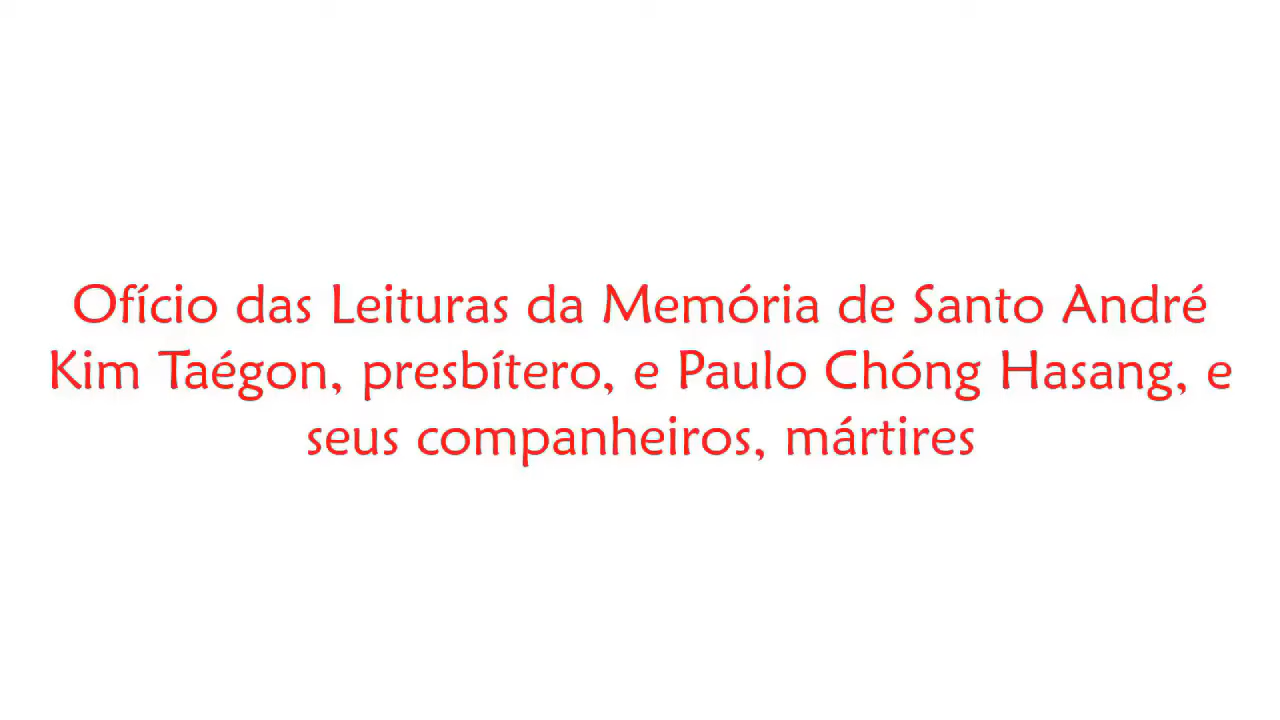 Ofício das Leituras da Memória de Santo André
Kim Taégon, presbítero, e Paulo Chóng Hasang, e
seus companheiros, mártires